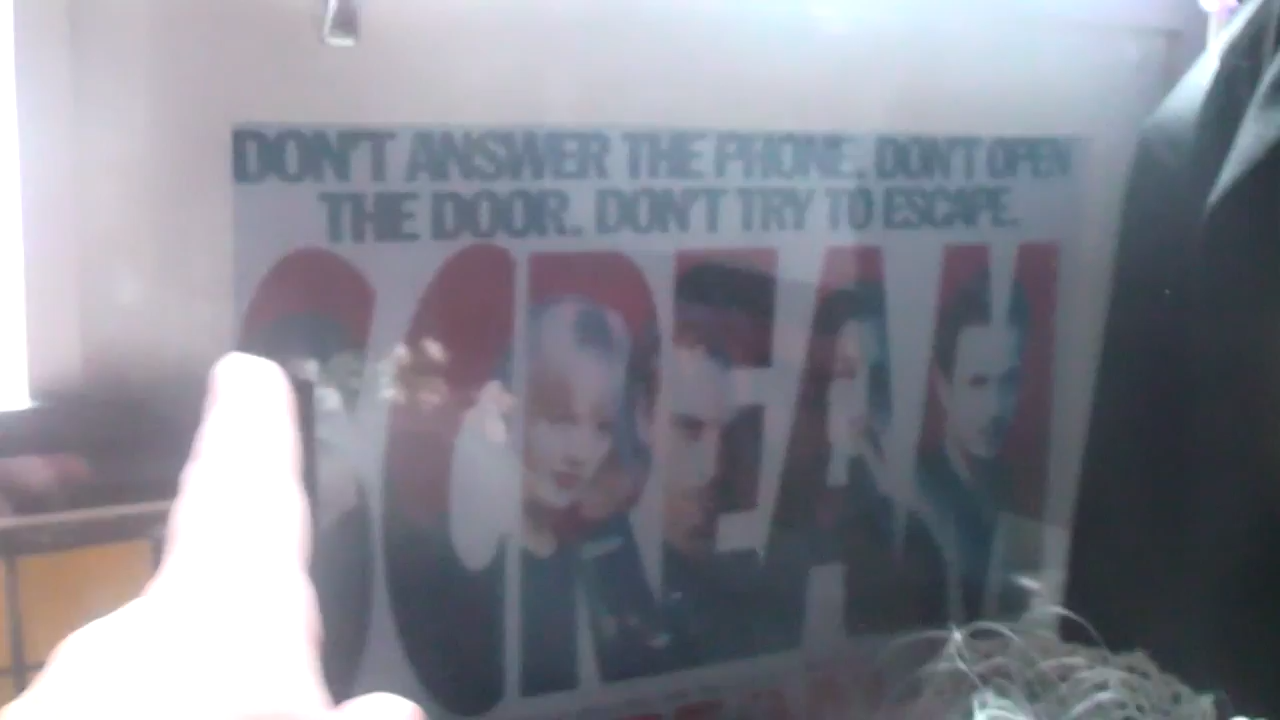 DON'T ANSWER THE PHONE. DON'T OPEN
THE DOOR. DON'T TRY TO ESCAPE.
SCREAM